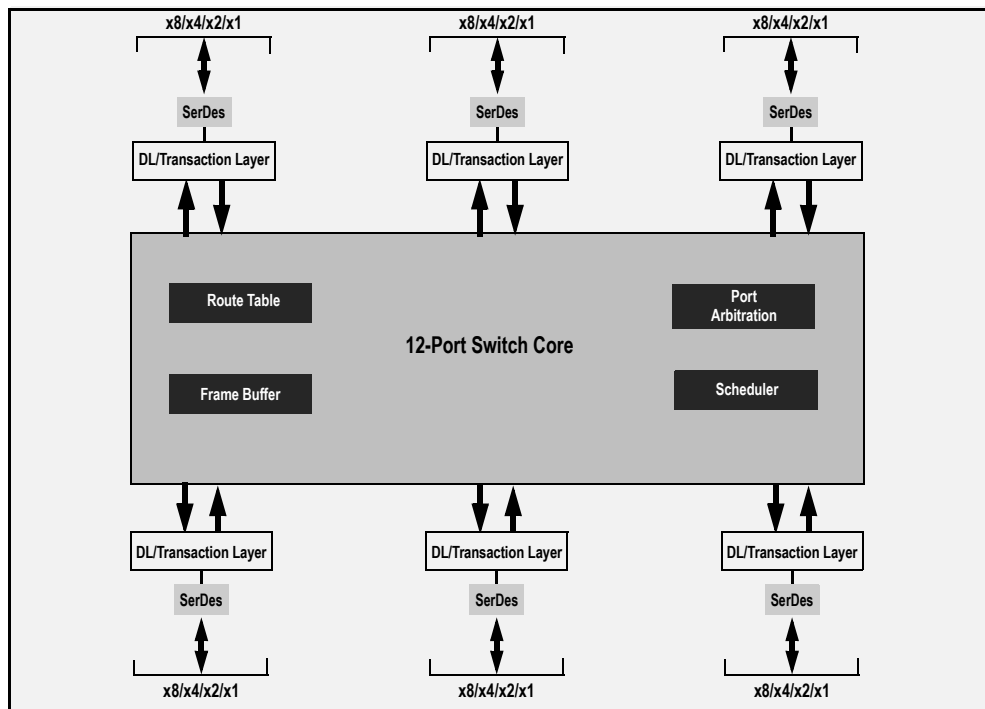 x8/x4/x2/x1
x8/x4/x2/x1
x8/x4/x2/x1
SerDes
SerDes
SerDes
DL/Transaction Layer
DL/Transaction Layer
DL/Transaction Layer
Route Table
Port
Arbitration
12-Port Switch Core
Frame Buffer
Scheduler
DL/Transaction Layer
DL/Transaction Layer
DL/Transaction Layer
SerDes
SerDes
SerDes
x8/x4/x2/x1
x8/x4/x2/x1
x8/x4/x2/x1